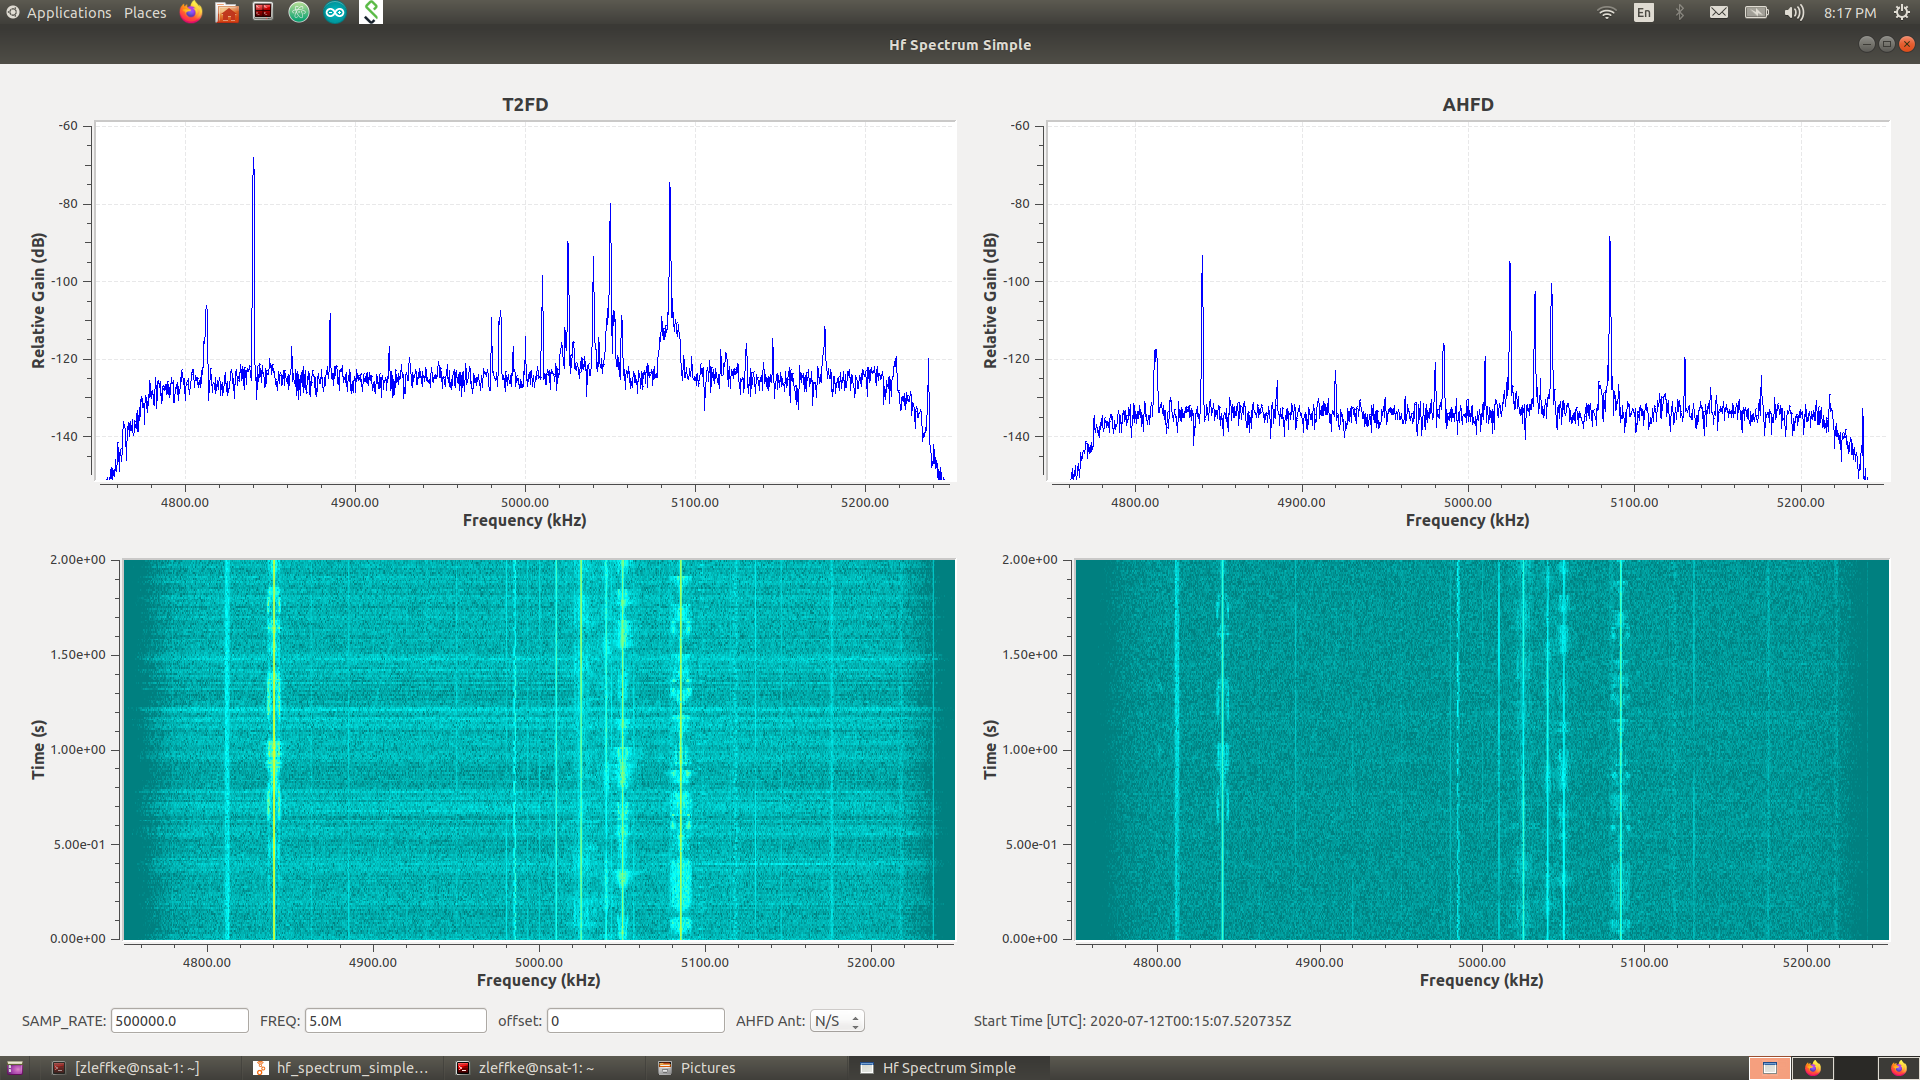 Applications Places En 8:17 PM
Hf Spectrum Simple
T2FD
-60
-80
-100
-120
-140
Relative Gain (dB)
4800.00 4900.00 5000.00 5100.00 5200.00
Frequency (kHz)
AHFD
-60
-80
-100
-120
-140
Relative Gain (dB)
4800.00 4900.00 5000.00 5100.00 5200.00
Frequency (kHz)
2.00e+00
1.50e+00
1.00e+00
5.00e-01
0.00e+00
Time (s)
4800.00 4900.00 5000.00 5100.00 5200.00
Frequency (kHz)
2.00e+00
1.50e+00
1.00e+00
5.00e-01
0.00e+00
Time (s)
4800.00 4900.00 5000.00 5100.00 5200.00
Frequency (kHz)
SAMP_RATE: 500000.0 FREQ: 5.0M offset: 0 AHFD Ant: N/S Start Time [UTC]: 2020-07-12T00:15:07.520735Z
[zleffke@nsat-1: ~] hf_spectrum_simple... zleffke@nsat-1: ~ Pictures Hf Spectrum Simple